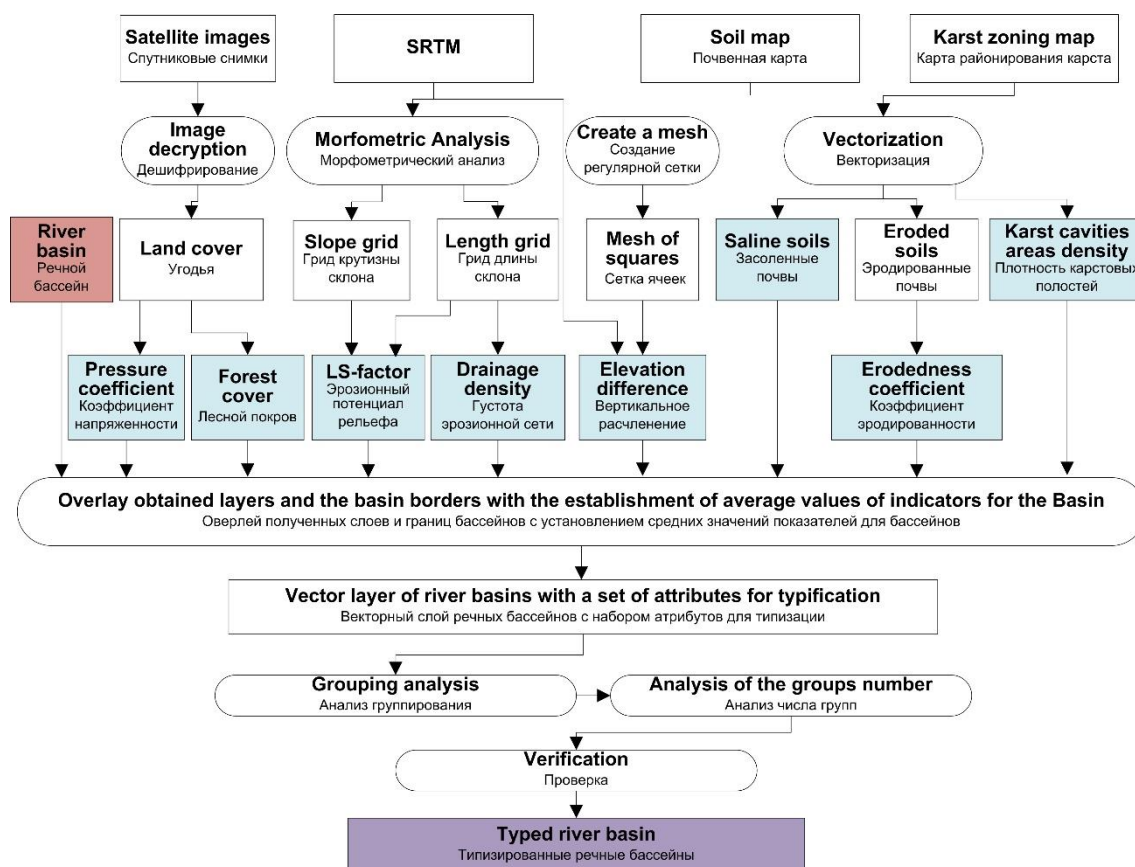 Satellite images
Спутниковые снимки
SRTM
Soil map
Почвенная карта
Karst zoning map
Карта районирования карста
Image
decryption
Дешифрирование
Morfometric Analysis
Морфометрический анализ
Create a mesh
Создание
регулярной сетки
Vectorization
Векторизация
River
basin
Речной
бассейн
Land cover
Угодья
Slope grid
Грид крутизны
склона
Length grid
Грид длины
склона
Mesh of
squares
Сетка ячеек
Saline soils
Засоленные
почвы
Eroded
soils
Эродированные
почвы
Karst cavities
areas density
Плотность карстовых
полостей
Pressure
coefficient
Коэффициент
напряженности
Forest
cover
Лесной покров
LS-factor
Эрозионный
потенциал
рельефа
Drainage
density
Густота
эрозионной сети
Elevation
difference
Вертикальное
расчленение
Erodedness
coefficient
Коэффициент
эродированности
Overlay obtained layers and the basin borders with the establishment of average values of indicators for the Basin
Оверлей полученных слоев и границ бассейнов с установлением средних значений показателей для бассейнов
Vector layer of river basins with a set of attributes for typification
Векторный слой речных бассейнов с набором атрибутов для типизации
Grouping analysis
Анализ группирования
Analysis of the groups number
Анализ числа групп
Verification
Проверка
Typed river basin
Типизированные речные бассейны